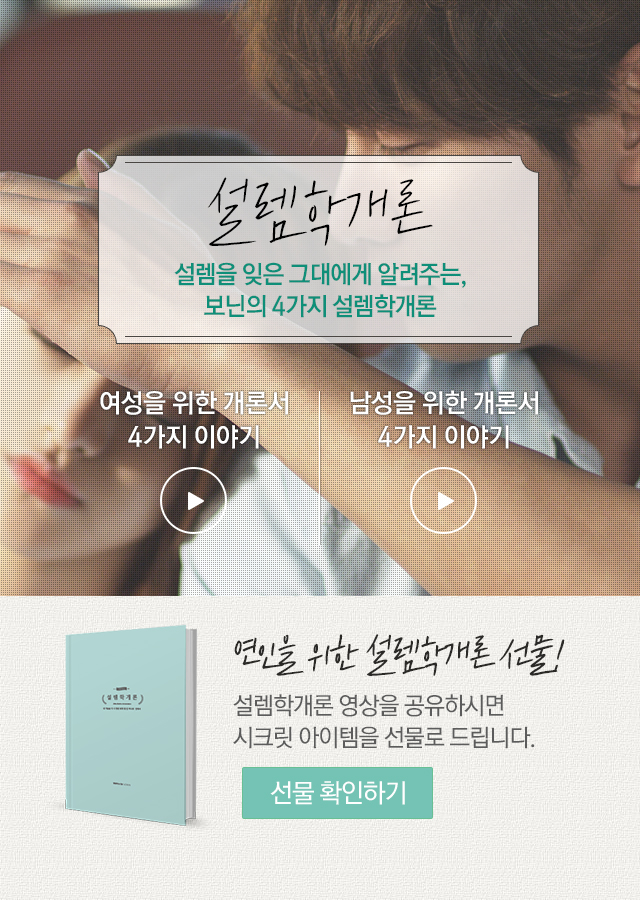 설렘학개론
설렘을 잊은 그대에게 알려주는,
보닌의 4가지 설렘학개론
여성을 위한 개론서
4가지 이야기
남성을 위한 개론서
4가지 이야기
연인을 위한 설렘학개론 선물!
설렘학개론 영상을 공유하시면
시크릿 아이템을 선물로 드립니다.
선물 확인하기
설렘학개론